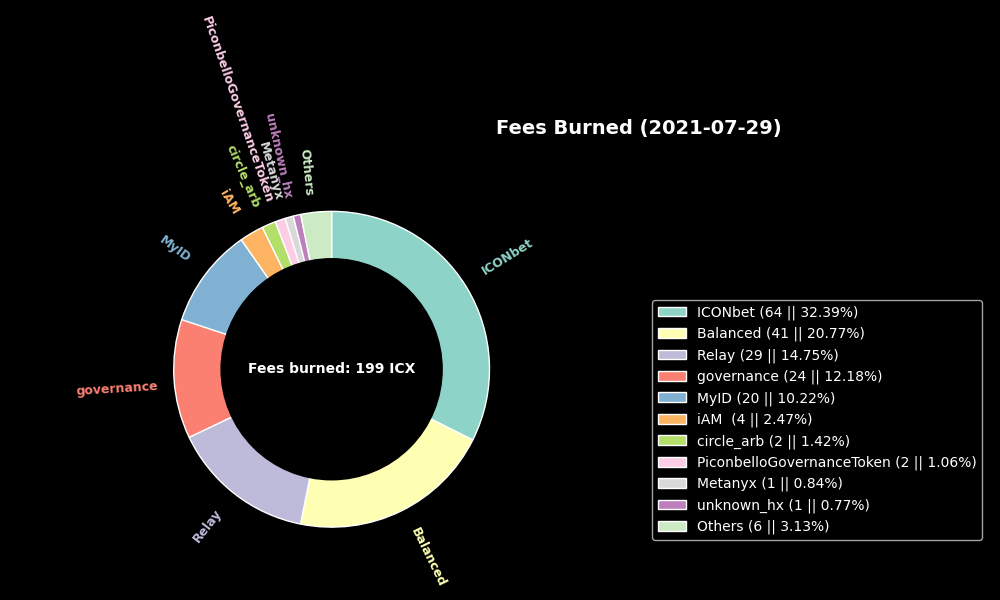 Fees Burned (2021-07-29)
PiconbelloGovernanceToken
unknown_hx
Metanyx
circle_arb
Others
iAM
MyID
ICONbet
governance
Fees burned: 199 ICX
Relay
Balanced
ICONbet (64 || 32.39%)
Balanced (41 || 20.77%)
Relay (29 || 14.75%)
governance (24 || 12.18%)
MyID (20 || 10.22%)
iAM  (4 || 2.47%)
circle_arb (2 || 1.42%)
PiconbelloGovernanceToken (2 || 1.06%)
Metanyx (1 || 0.84%)
unknown_hx (1 || 0.77%)
Others (6 || 3.13%)